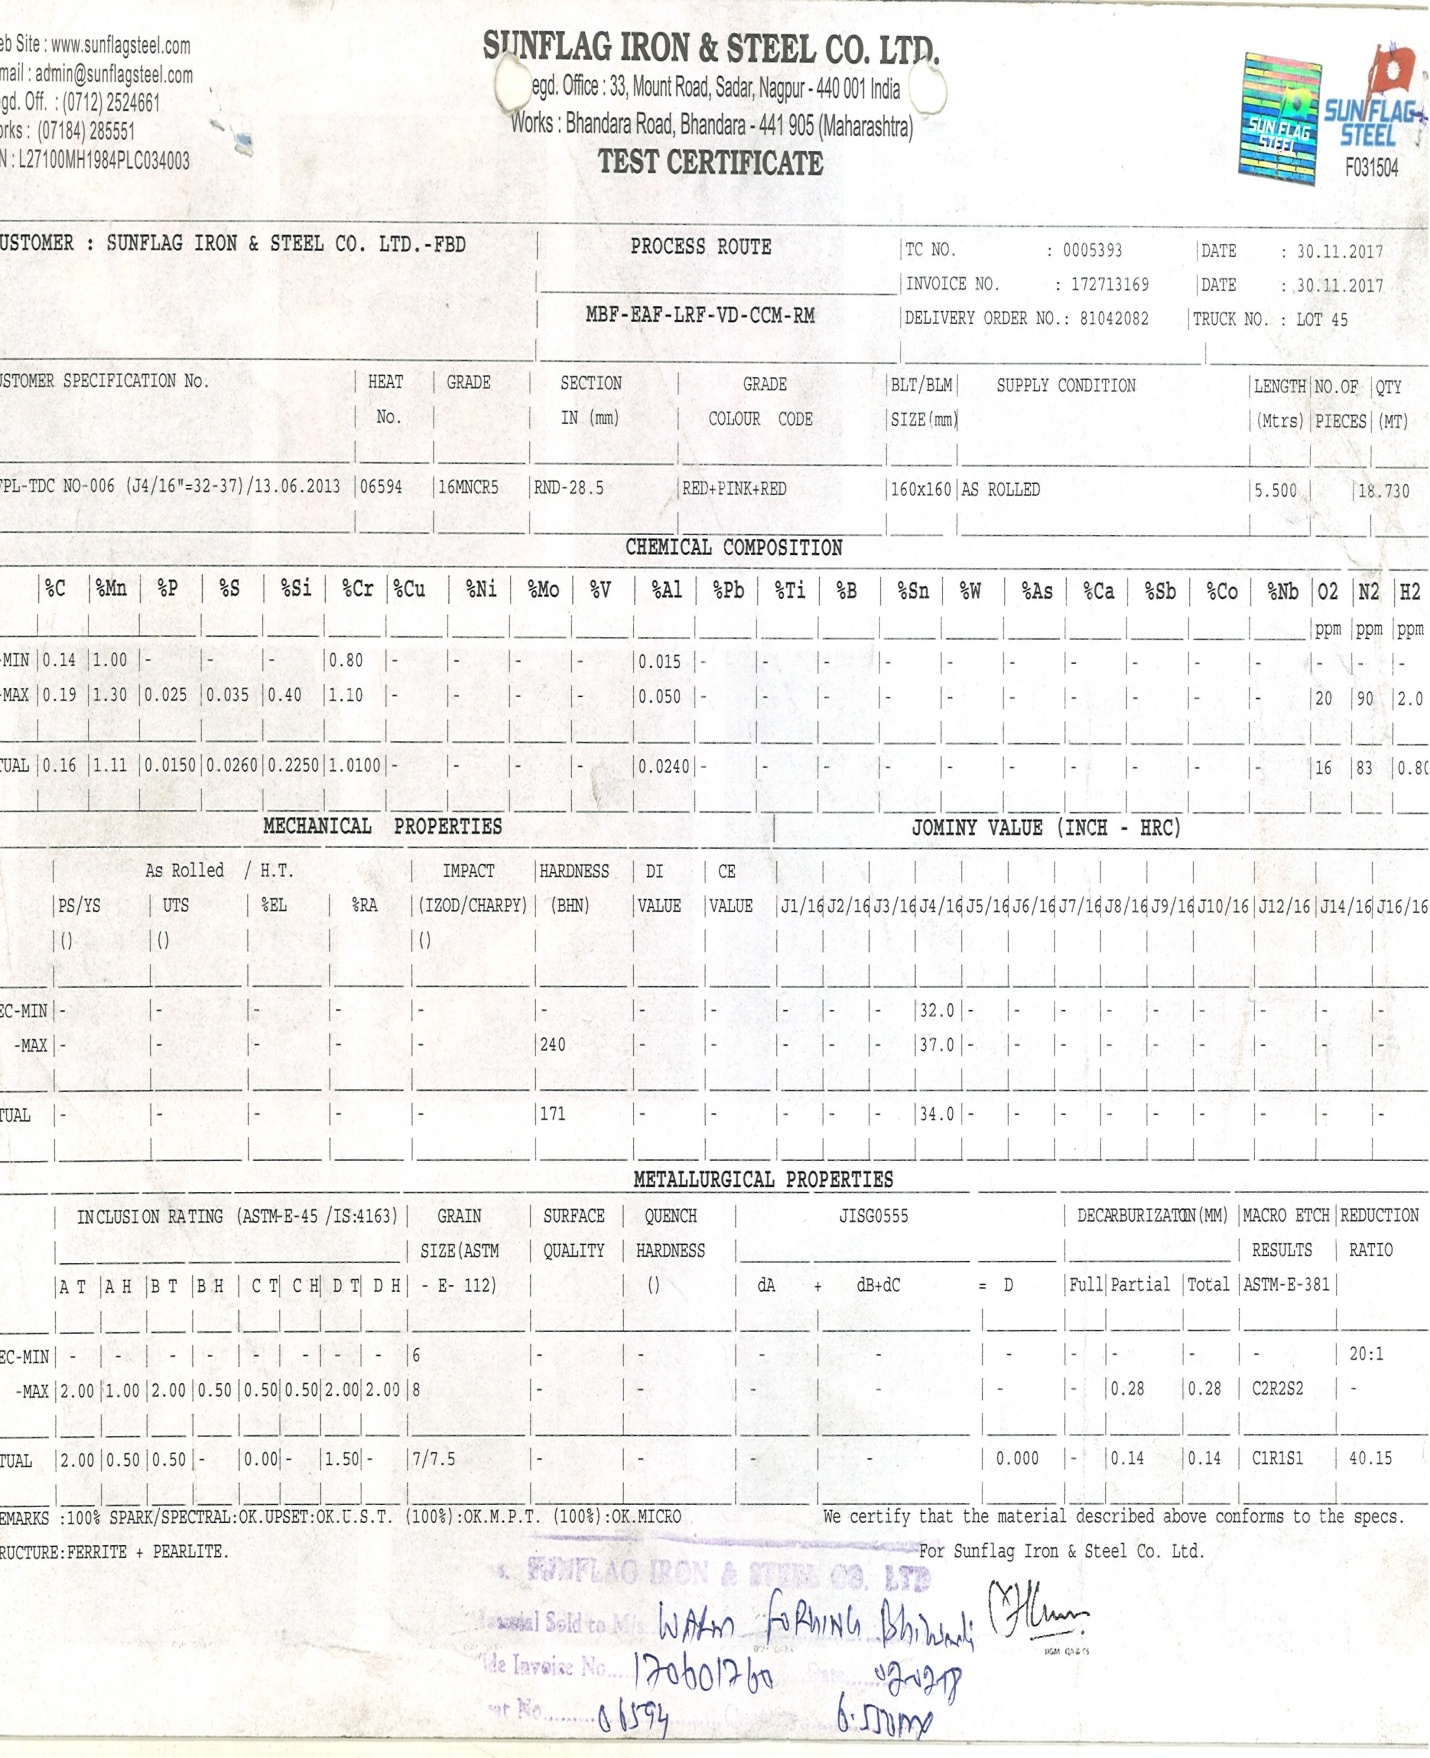 eb Site : www.sunflagsteel.com
mail : admin@sunflagsteel.com
egd. Off. : (0712) 2524661
orks : (07184) 285551
N : L27100MH1984PLC034003
SUNFLAG IRON & STEEL CO. LTD.
egd. Office : 33, Mount Road, Sadar, Nagpur - 440 001 India
Works : Bhandara Road, Bhandara - 441 905 (Maharashtra)
TEST CERTIFICATE
SUN FLAG STEEL
SUN FLAG STEEL
F031504
USTOMER : SUNFLAG IRON & STEEL CO. LTD.-FBD
PROCESS ROUTE
MBF-EAF-LRF-VD-CCM-RM
TC NO. : 0005393 DATE : 30.11.2017
INVOICE NO. : 172713169 DATE : 30.11.2017
DELIVERY ORDER NO.: 81042082 TRUCK NO. : LOT 45
USTOMER SPECIFICATION No. HEAT GRADE SECTION GRADE BLT/BLM SUPPLY CONDITION LENGTH NO.OF QTY
No. IN (mm) COLOUR CODE SIZE(mm) (Mtrs) PIECES (MT)
FPL-TDC NO-006 (J4/16"=32-37)/13.06.2013 06594 16MNCR5 RND-28.5 RED+PINK+RED 160x160 AS ROLLED 5.500 18.730
CHEMICAL COMPOSITION
%C %Mn %P %S %Si %Cr %Cu %Ni %Mo %V %Al %Pb %Ti %B %Sn %W %As %Ca %Sb %Co %Nb O2 N2 H2
ppm ppm ppm
-MIN 0.14 1.00 - - - 0.80 - - - - 0.015 - - - - - - - - - - - - -
-MAX 0.19 1.30 0.025 0.035 0.40 1.10 - - - - 0.050 - - - - - - - - - - 20 90 2.0
TUAL 0.16 1.11 0.0150 0.0260 0.2250 1.0100 - - - - 0.0240 - - - - - - - - - - 16 83 0.80
MECHANICAL PROPERTIES JOMINY VALUE (INCH - HRC)
As Rolled / H.T. IMPACT HARDNESS DI CE
PS/YS UTS %EL %RA (IZOD/CHARPY) (BHN) VALUE VALUE J1/16 J2/16 J3/16 J4/16 J5/16 J6/16 J7/16 J8/16 J9/16 J10/16 J12/16 J14/16 J16/16
() () ()
EC-MIN - - - - - - - - - - - 32.0 - - - - - - - - -
-MAX - - - - - 240 - - - - - 37.0 - - - - - - - - -
TUAL - - - - - 171 - - - - - 34.0 - - - - - - - - -
METALLURGICAL PROPERTIES
INCLUSION RATING (ASTM-E-45 /IS:4163) GRAIN SURFACE QUENCH JISG0555 DECARBURIZATON(MM) MACRO ETCH REDUCTION
SIZE(ASTM QUALITY HARDNESS RESULTS RATIO
A T A H B T B H C T C H D T D H - E- 112) () dA + dB+dC = D Full Partial Total ASTM-E-381
EC-MIN - - - - - - - - 6 - - - - - - - - - 20:1
-MAX 2.00 1.00 2.00 0.50 0.50 0.50 2.00 2.00 8 - - - - - - 0.28 0.28 C2R2S2 -
TUAL 2.00 0.50 0.50 - 0.00 - 1.50 - 7/7.5 - - - - 0.000 - 0.14 0.14 C1R1S1 40.15
EMARKS :100% SPARK/SPECTRAL:OK.UPSET:OK.U.S.T. (100%):OK.M.P.T. (100%):OK.MICRO We certify that the material described above conforms to the specs.
RUCTURE:FERRITE + PEARLITE. For Sunflag Iron & Steel Co. Ltd.
SUNFLAG IRON & STEEL CO. LTD
Sold to M/s FORGING Bhiwadi
de Invoice No.... 170601760 Date
at No. 06594